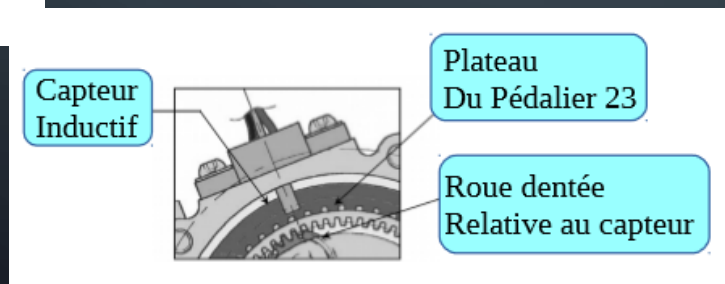 Capteur
Inductif
Plateau
Du Pédalier 23
Roue dentée
Relative au capteur